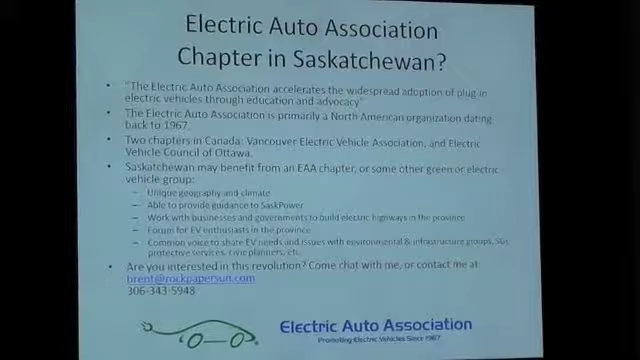 Electric Auto Association
Chapter in Saskatchewan?
• "The Electric Auto Association accelerates the widespread adoption of plug-in
electric vehicles through education and advocacy"
• The Electric Auto Association is primarily a North American organization dating
back to 1967.
• Two chapters in Canada: Vancouver Electric Vehicle Association, and Electric
Vehicle Council of Ottawa.
• Saskatchewan may benefit from an EAA chapter, or some other green or electric
vehicle group:
– Unique geography and climate
– Able to provide guidance to SaskPower
– Work with businesses and governments to build electric highways in the province
– Forum for EV enthusiasts in the province
– Common voice to share EV needs and issues with environmental & infrastructure groups, SGI,
protective services, civic planners, etc.
• Are you interested in this revolution? Come chat with me, or contact me at:
brent@rockpapersun.com
306-343-5948
Electric Auto Association
Promoting Electric Vehicles Since 1967